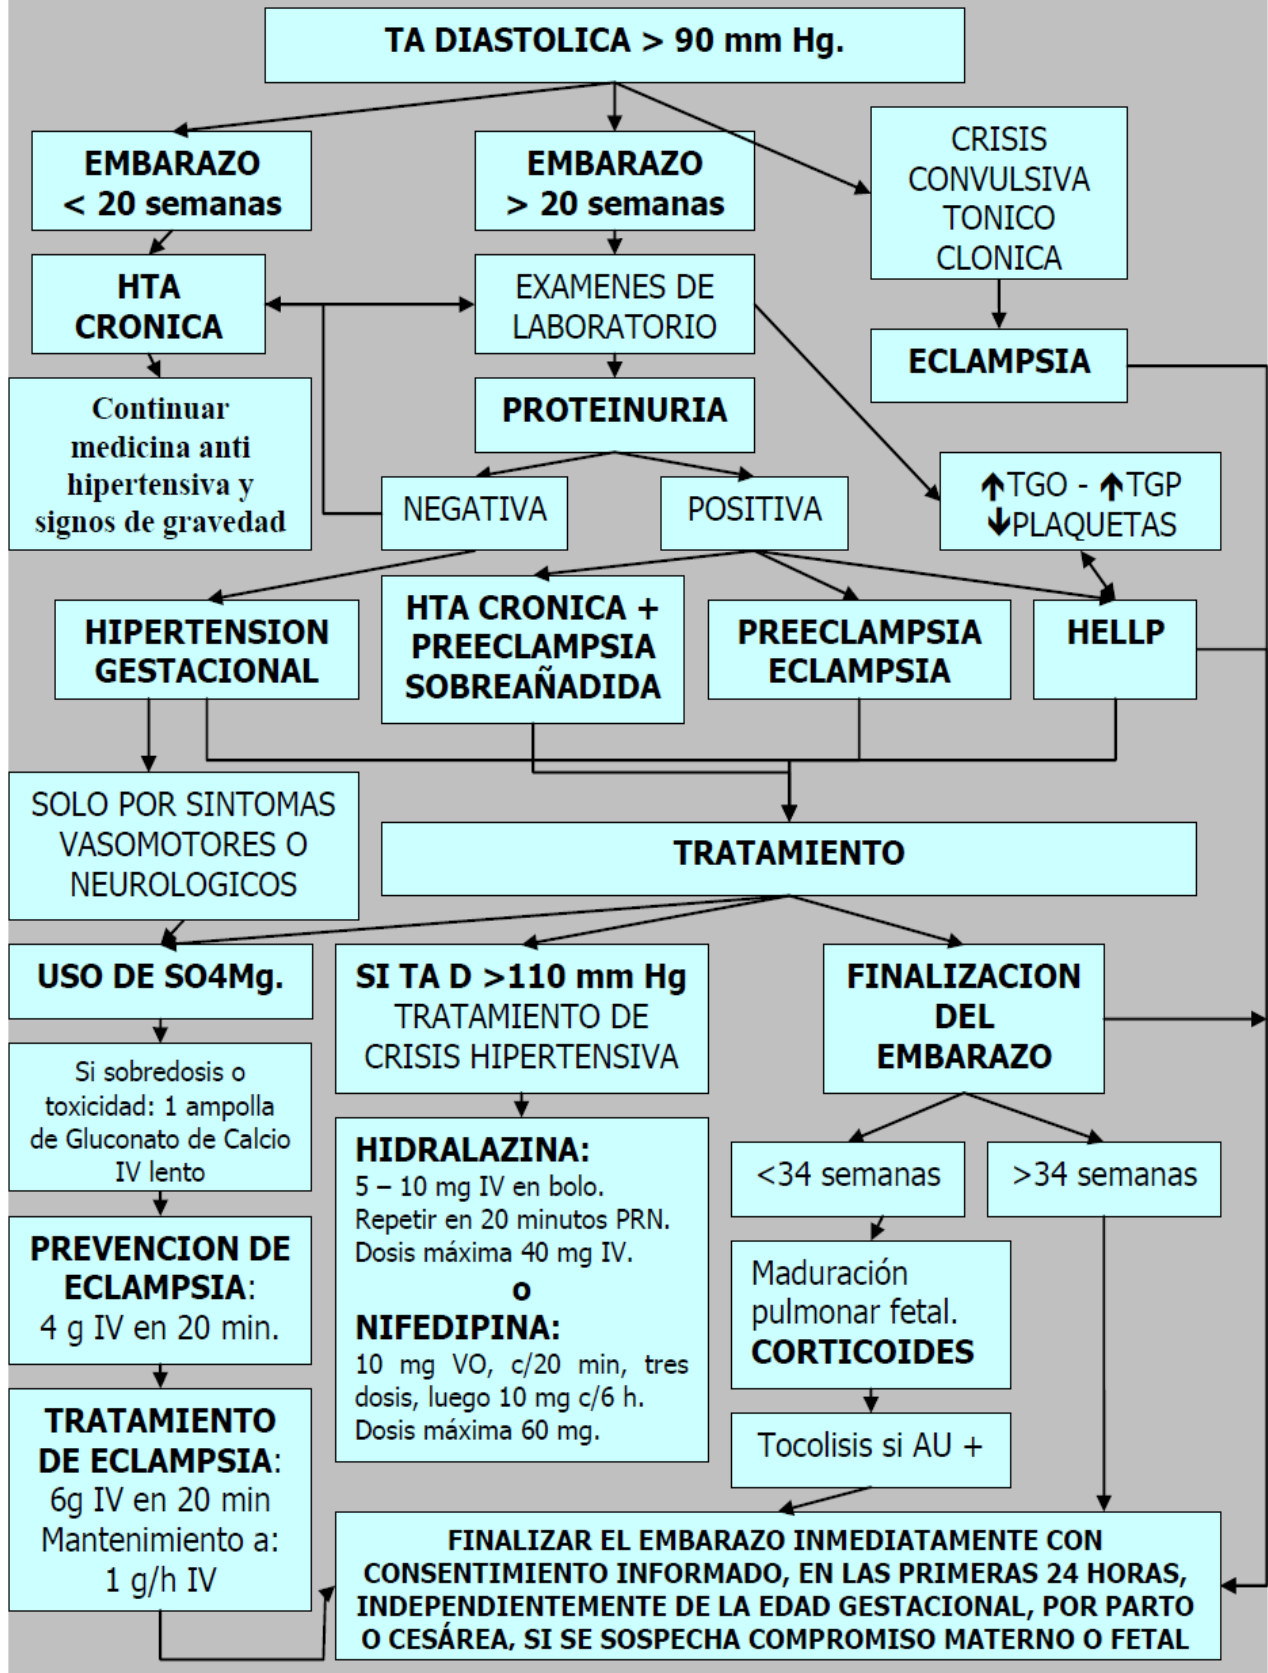 TA DIASTOLICA > 90 mm Hg.
EMBARAZO
< 20 semanas
EMBARAZO
> 20 semanas
CRISIS
CONVULSIVA
TONICO
CLONICA
HTA
CRONICA
EXAMENES DE
LABORATORIO
ECLAMPSIA
Continuar
medicina anti
hipertensiva y
signos de gravedad
PROTEINURIA
NEGATIVA
POSITIVA
↑TGO - ↑TGP
↓PLAQUETAS
HIPERTENSION
GESTACIONAL
HTA CRONICA +
PREECLAMPSIA
SOBREAÑADIDA
PREECLAMPSIA
ECLAMPSIA
HELLP
SOLO POR SINTOMAS
VASOMOTORES O
NEUROLOGICOS
TRATAMIENTO
USO DE SO4Mg.
SI TA D >110 mm Hg
TRATAMIENTO DE
CRISIS HIPERTENSIVA
FINALIZACION
DEL
EMBARAZO
Si sobredosis o
toxicidad: 1 ampolla
de Gluconato de Calcio
IV lento
HIDRALAZINA:
5 – 10 mg IV en bolo.
Repetir en 20 minutos PRN.
Dosis máxima 40 mg IV.
o
NIFEDIPINA:
10 mg VO, c/20 min, tres
dosis, luego 10 mg c/6 h.
Dosis máxima 60 mg.
<34 semanas
>34 semanas
PREVENCION DE
ECLAMPSIA:
4 g IV en 20 min.
Maduración
pulmonar fetal.
CORTICOIDES
TRATAMIENTO
DE ECLAMPSIA:
6g IV en 20 min
Mantenimiento a:
1 g/h IV
Tocolisis si AU +
FINALIZAR EL EMBARAZO INMEDIATAMENTE CON
CONSENTIMIENTO INFORMADO, EN LAS PRIMERAS 24 HORAS,
INDEPENDIENTEMENTE DE LA EDAD GESTACIONAL, POR PARTO
O CESÁREA, SI SE SOSPECHA COMPROMISO MATERNO O FETAL